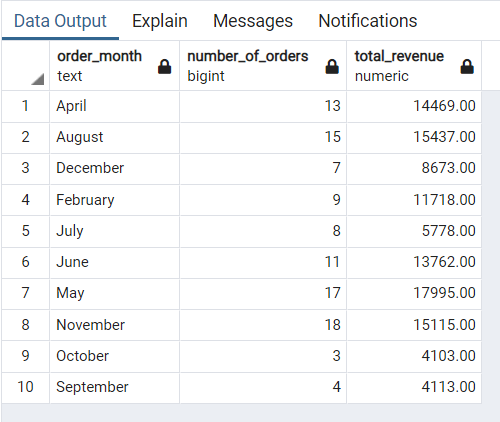 Data Output Explain Messages Notifications
order_month number_of_orders total_revenue
text bigint numeric
1 April 13 14469.00
2 August 15 15437.00
3 December 7 8673.00
4 February 9 11718.00
5 July 8 5778.00
6 June 11 13762.00
7 May 17 17995.00
8 November 18 15115.00
9 October 3 4103.00
10 September 4 4113.00